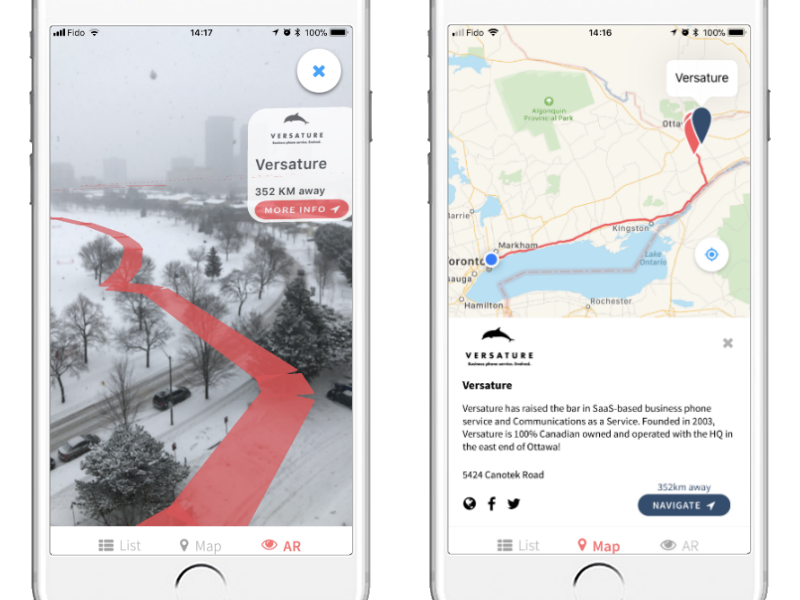 Fido
14:17
100%
VERSATURE
Business phone service. Evolved.
Versature
352 KM away
MORE INFO
List
Map
AR
Fido
14:16
100%
Versature
Algonquin
Provincial Park
Otta
Barrie
Kingston
Markham
Toronto
Lake
Ontario
auga
Hamilton
Rochester
VERSATURE
Business phone service. Evolved.
Versature
Versature has raised the bar in SaaS-based business phone
service and Communications as a Service. Founded in 2003,
Versature is 100% Canadian owned and operated with the HQ in
the east end of Ottawa!
5424 Canotek Road
352km away
NAVIGATE
List
Map
AR